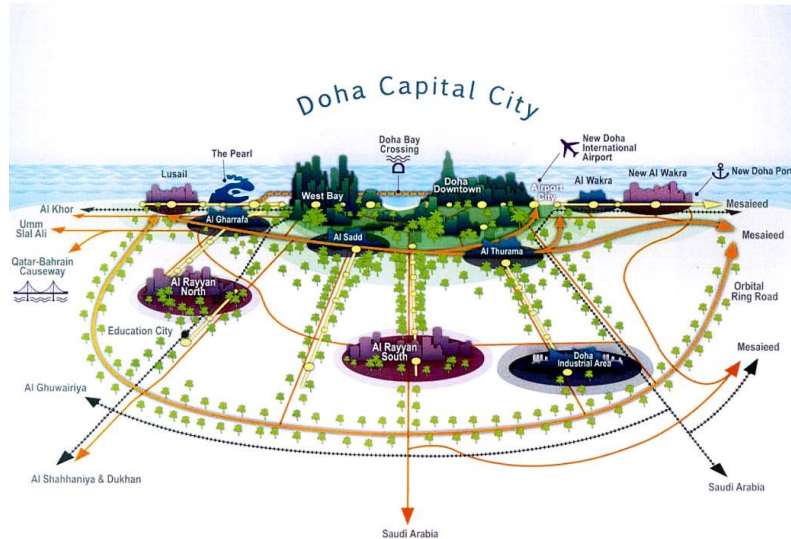 Doha Capital City
Doha Bay
Crossing
New Doha
International
Airport
The Pearl
Lusail
West Bay
Doha
Downtown
Airport
City
Al Wakra
New Al Wakra
New Doha Port
Mesaieed
Al Khor
Al Gharrafa
Umm
Slal Ali
Al Sadd
Al Thurama
Mesaieed
Qatar-Bahrain
Causeway
Al Rayyan
North
Orbital
Ring Road
Education City
Al Rayyan
South
Doha
Industrial Area
Mesaieed
Al Ghuwairiya
Al Shahhaniya & Dukhan
Saudi Arabia
Saudi Arabia